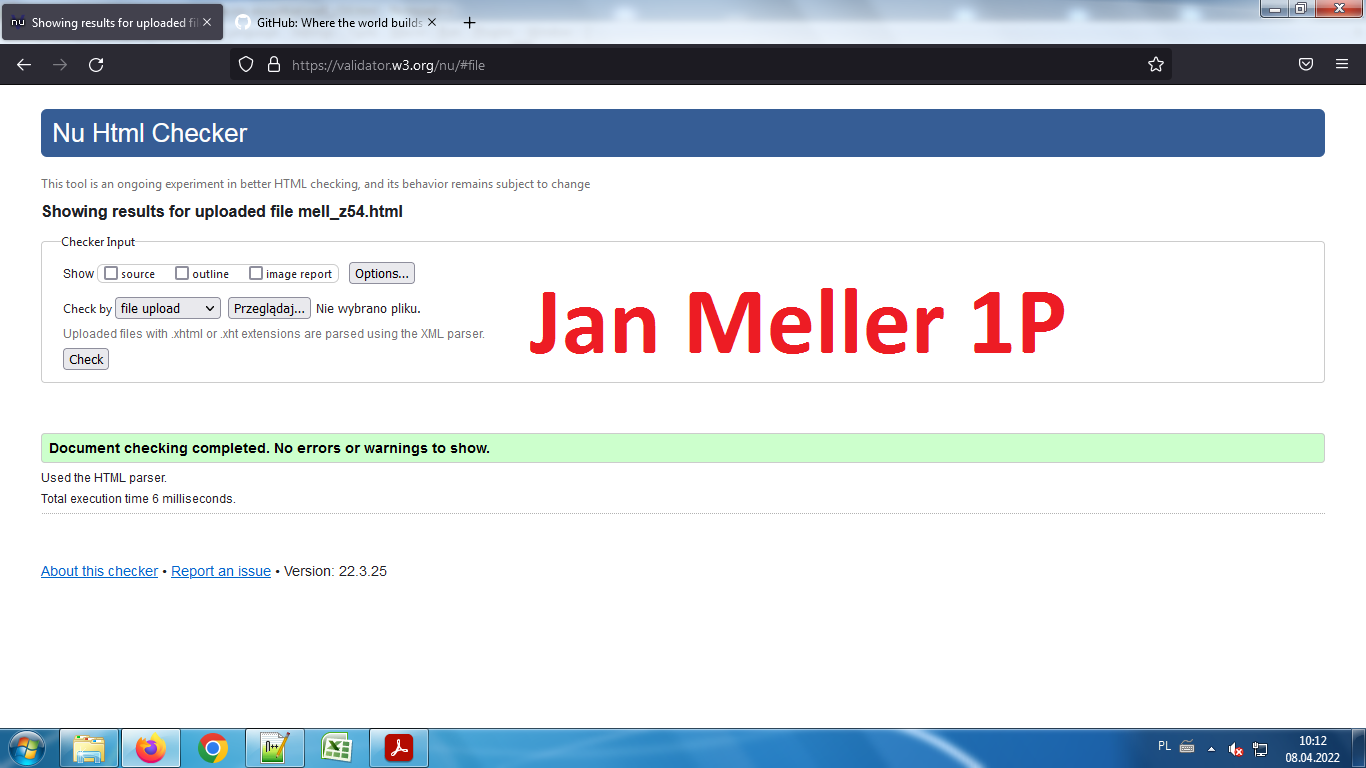 nu Showing results for uploaded fil
GitHub: Where the world builds
https://validator.w3.org/nu/#file
Nu Html Checker
This tool is an ongoing experiment in better HTML checking, and its behavior remains subject to change
Showing results for uploaded file mell_z54.html
Checker Input
Show source outline image report Options...
Check by file upload Przeglądaj... Nie wybrano pliku.
Uploaded files with .xhtml or .xht extensions are parsed using the XML parser.
Check
Jan Meller 1P
Document checking completed. No errors or warnings to show.
Used the HTML parser.
Total execution time 6 milliseconds.
About this checker • Report an issue • Version: 22.3.25
PL
10:12
08.04.2022